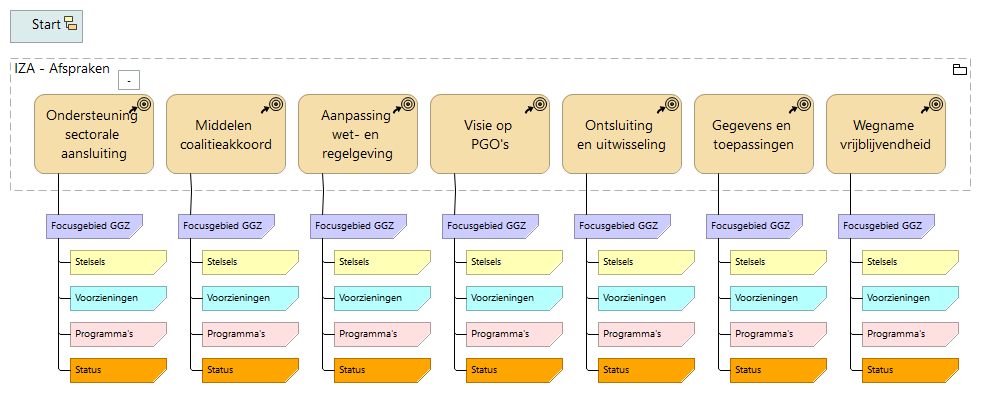 Start
IZA - Afspraken
-
Ondersteuning
sectorale
aansluiting
Middelen
coalitieakkoord
Aanpassing
wet- en
regelgeving
Visie op
PGO's
Ontsluiting
en uitwisseling
Gegevens en
toepassingen
Wegname
vrijblijvendheid
Focusgebied GGZ
Focusgebied GGZ
Focusgebied GGZ
Focusgebied GGZ
Focusgebied GGZ
Focusgebied GGZ
Focusgebied GGZ
Stelsels
Stelsels
Stelsels
Stelsels
Stelsels
Stelsels
Stelsels
Voorzieningen
Voorzieningen
Voorzieningen
Voorzieningen
Voorzieningen
Voorzieningen
Voorzieningen
Programma's
Programma's
Programma's
Programma's
Programma's
Programma's
Programma's
Status
Status
Status
Status
Status
Status
Status